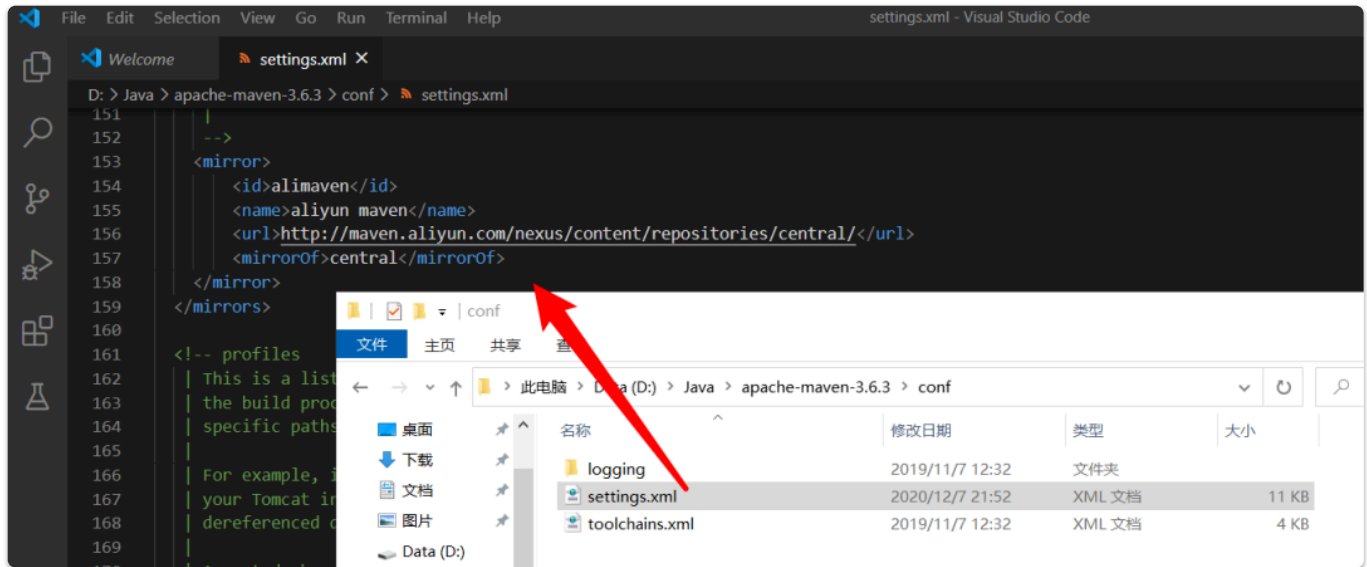 File Edit Selection View Go Run Terminal Help settings.xml - Visual Studio Code
Welcome settings.xml
D: > Java > apache-maven-3.6.3 > conf > settings.xml
151 |
152 -->
153 <mirror>
154 <id>alimaven</id>
155 <name>aliyun maven</name>
156 <url>http://maven.aliyun.com/nexus/content/repositories/central/</url>
157 <mirrorOf>central</mirrorOf>
158 </mirror>
159 </mirrors>
160
161 <!-- profiles
162 | This is a list
163 | the build proc
164 | specific paths
165 |
166 | For example, i
167 | your Tomcat in
168 | dereferenced
169 |
conf
文件 主页 共享
此电脑 > Data (D:) > Java > apache-maven-3.6.3 > conf
名称 修改日期 类型 大小
桌面
下载
文档
图片
Data (D:)
logging 2019/11/7 12:32 文件夹
settings.xml 2020/12/7 21:52 XML 文档 11 KB
toolchains.xml 2019/11/7 12:32 XML 文档 4 KB